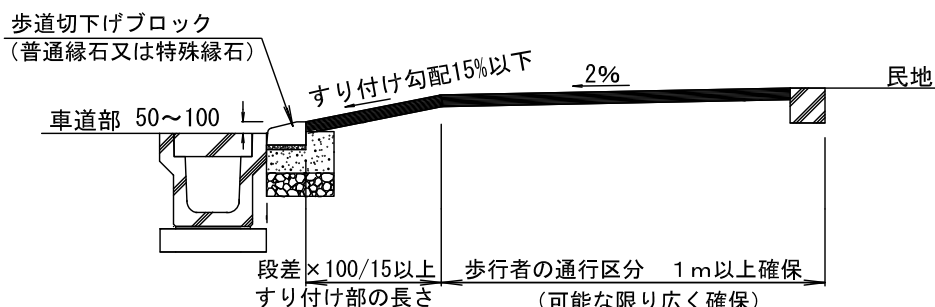 歩道切下げブロック
(普通縁石又は特殊縁石)
すり付け勾配15%以下
2%
民地
車道部 50～100
段差×100/15以上
すり付け部の長さ
歩行者の通行区分 1m以上確保
(可能な限り広く確保)